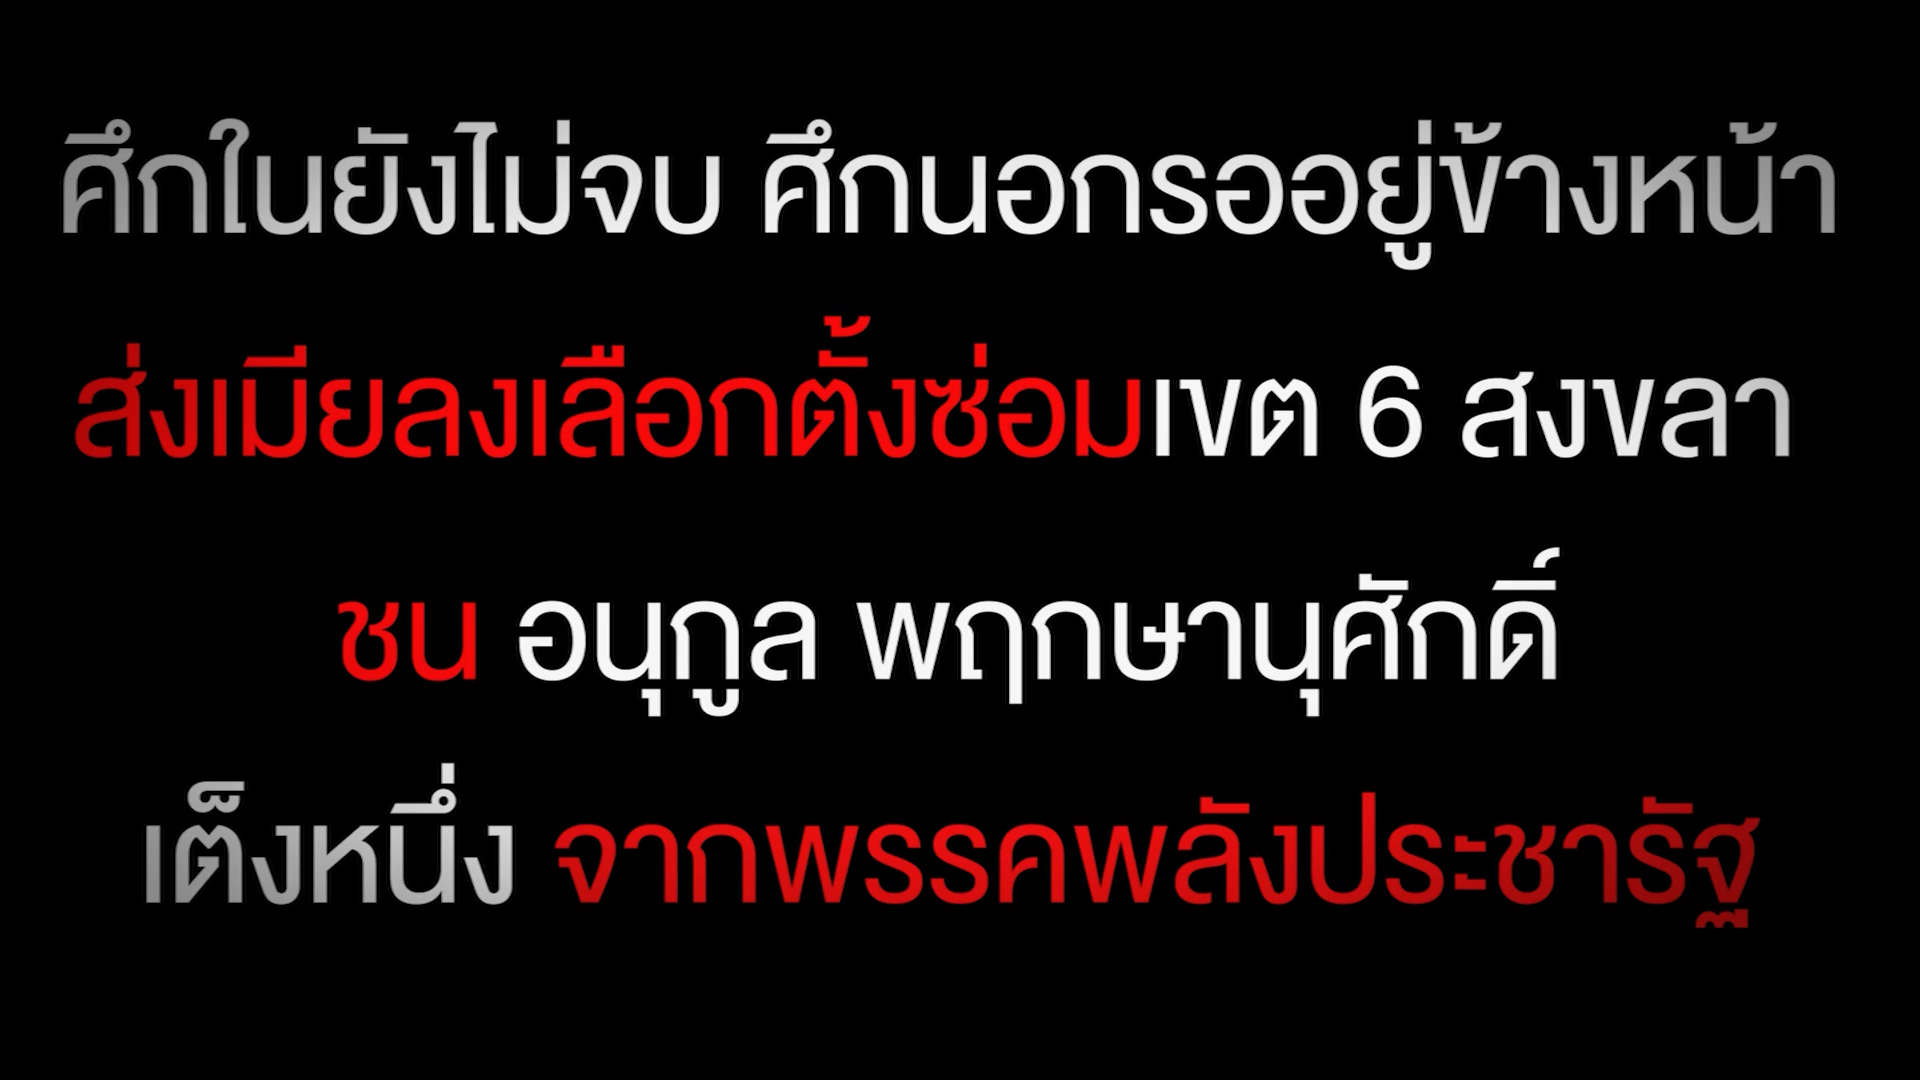 ศึกในยังไม่จบ ศึกนอกรออยู่ข้างหน้า
ส่งเมียลงเลือกตั้งซ่อมเขต 6 สงขลา
ชน อนุกูล พฤกษานุศักดิ์
เต็งหนึ่ง จากพรรคพลังประชารัฐ